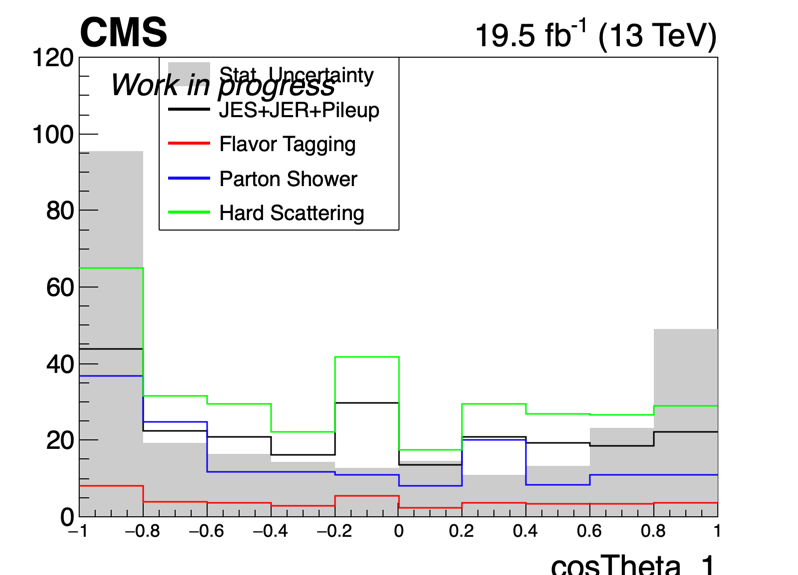 CMS 19.5 fb⁻¹ (13 TeV)
Work in progress
Stat. Uncertainty
JES+JER+Pileup
Flavor Tagging
Parton Shower
Hard Scattering
120
100
80
60
40
20
0
−1 −0.8 −0.6 −0.4 −0.2 0 0.2 0.4 0.6 0.8 1
cosTheta_1